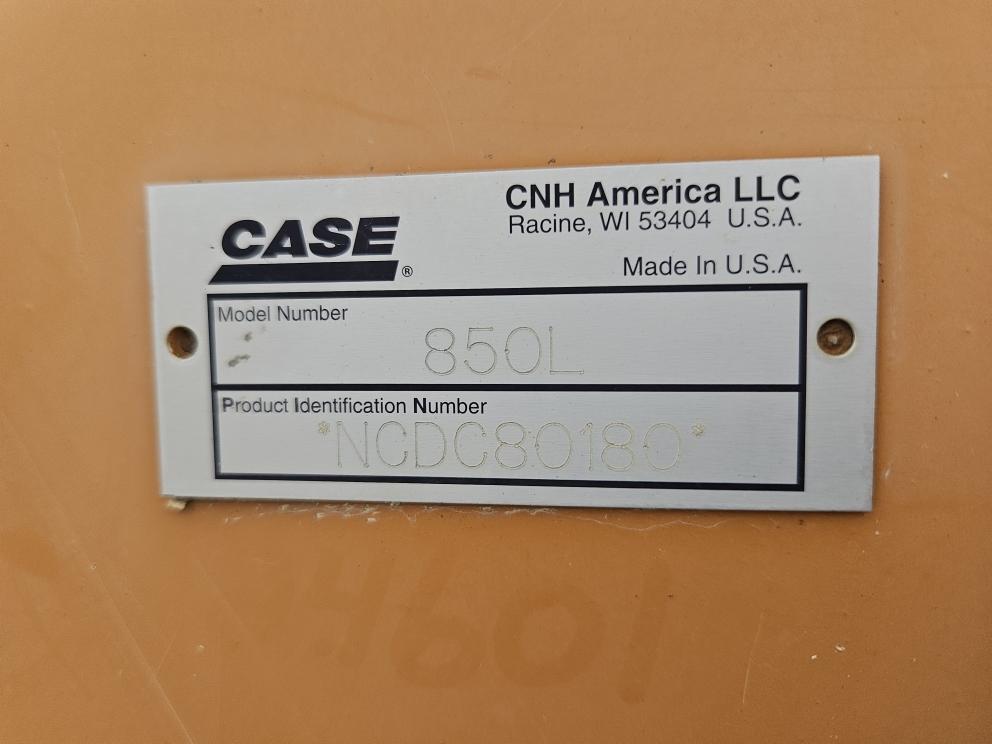 CNH America LLC
Racine, WI 53404 U.S.A.
CASE®
Made In U.S.A.
Model Number
850L
Product Identification Number
*NCDC80180*